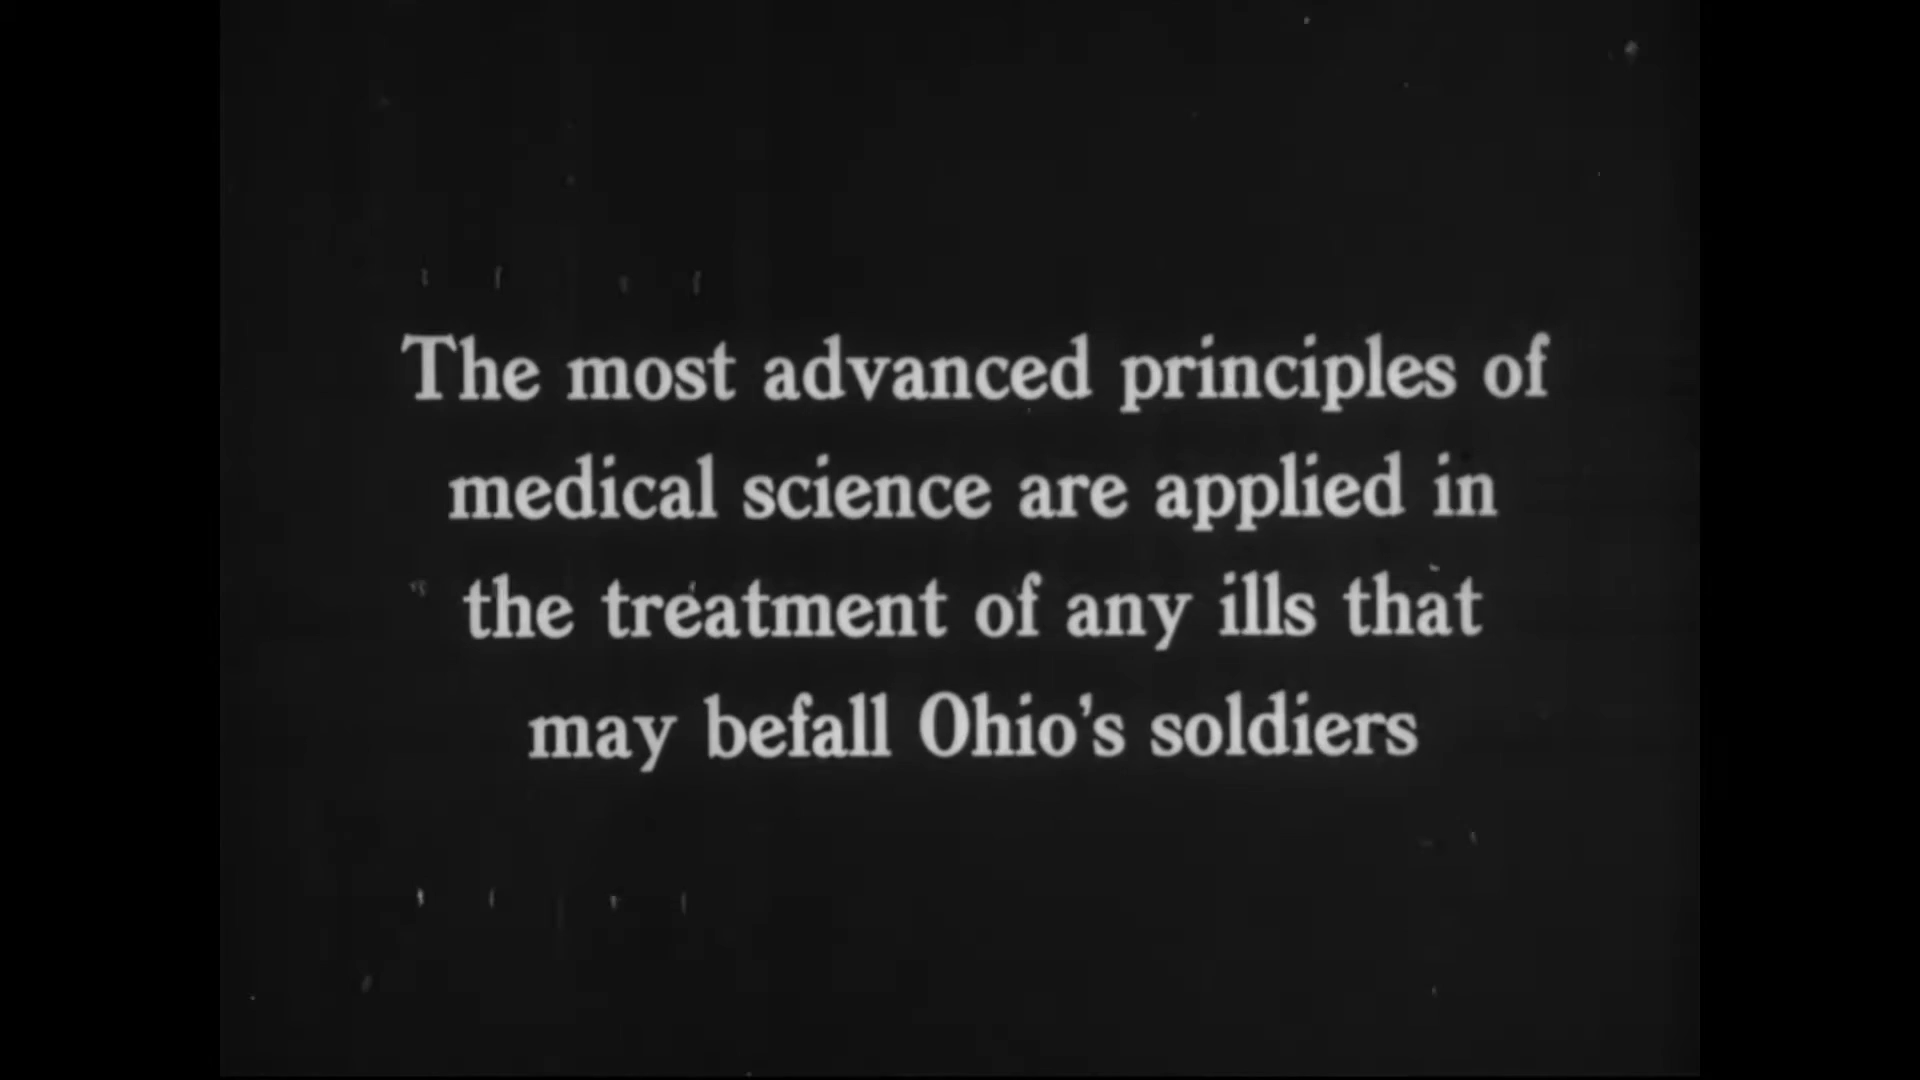 The most advanced principles of
medical science are applied in
the treatment of any ills that
may befall Ohio's soldiers